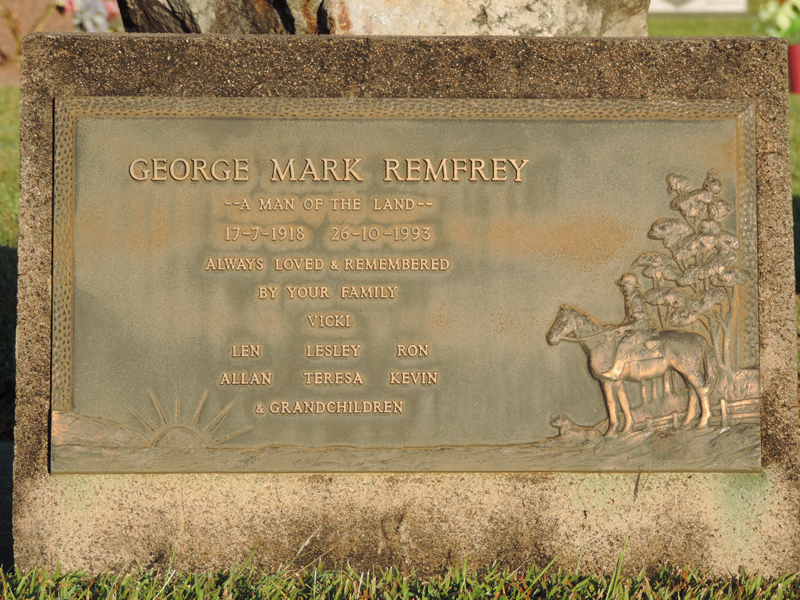 GEORGE MARK REMFREY
--A MAN OF THE LAND--
17-7-1918 26-10-1993
ALWAYS LOVED & REMEMBERED
BY YOUR FAMILY
VICKI
LEN LESLEY RON
ALLAN TERESA KEVIN
& GRANDCHILDREN